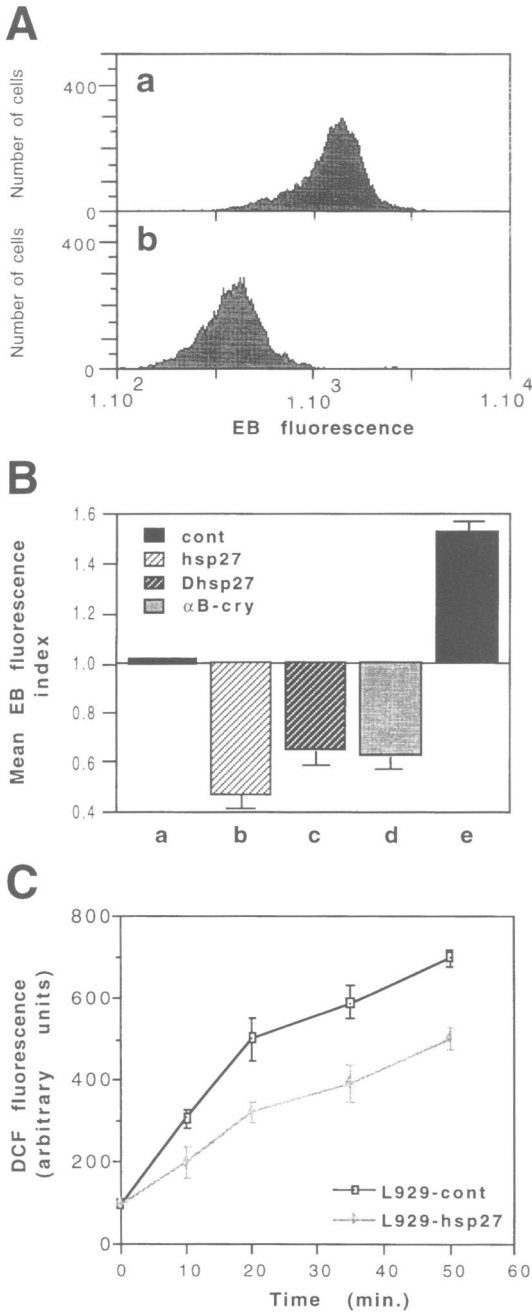 A
Number of cells
400
0
a
Number of cells
400
0
b
1.10^2
1.10^3
1.10^4
EB fluorescence
B
Mean EB fluorescence
index
1.6
1.4
1.2
1.0
0.8
0.6
0.4
cont
hsp27
Dhsp27
αB-cry
a b c d e
C
DCF fluorescence
(arbitrary units)
800
600
400
200
0
L929-cont
L929-hsp27
0 10 20 30 40 50 60
Time (min.)